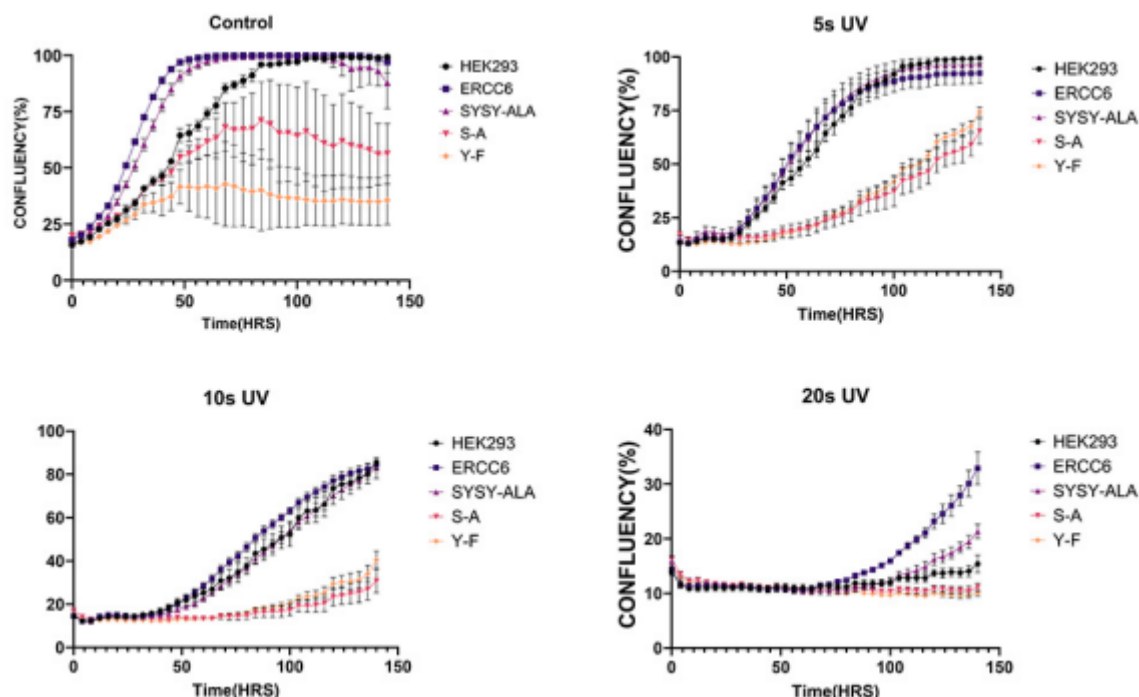 Control
CONFLUENCY(%)
100
75
50
25
0
0 50 100 150
Time(HRS)
HEK293
ERCC6
SYSY-ALA
S-A
Y-F
5s UV
CONFLUENCY(%)
100
75
50
25
0
0 50 100 150
Time(HRS)
HEK293
ERCC6
SYSY-ALA
S-A
Y-F
10s UV
100
80
60
40
20
0
0 50 100 150
Time(HRS)
HEK293
ERCC6
SYSY-ALA
S-A
Y-F
20s UV
CONFLUENCY(%)
40
30
20
10
0
0 50 100 150
Time(HRS)
HEK293
ERCC6
SYSY-ALA
S-A
Y-F